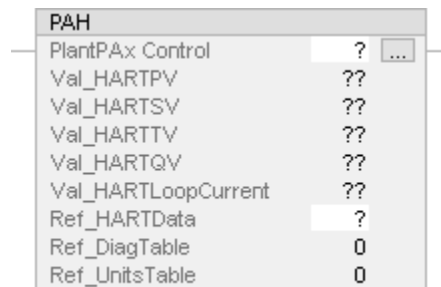 PAH
PlantPAx Control ? ...
Val_HARTPV ??
Val_HARTSV ??
Val_HARTTV ??
Val_HARTQV ??
Val_HARTLoopCurrent ??
Ref_HARTData ?
Ref_DiagTable 0
Ref_UnitsTable 0